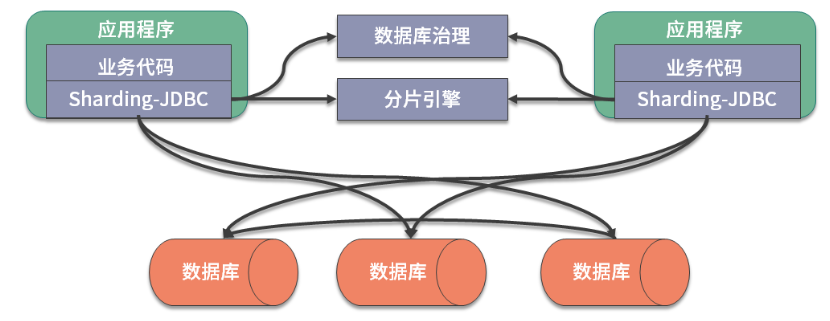 应用程序
业务代码
Sharding-JDBC
数据库治理
分片引擎
应用程序
业务代码
Sharding-JDBC
数据库
数据库
数据库